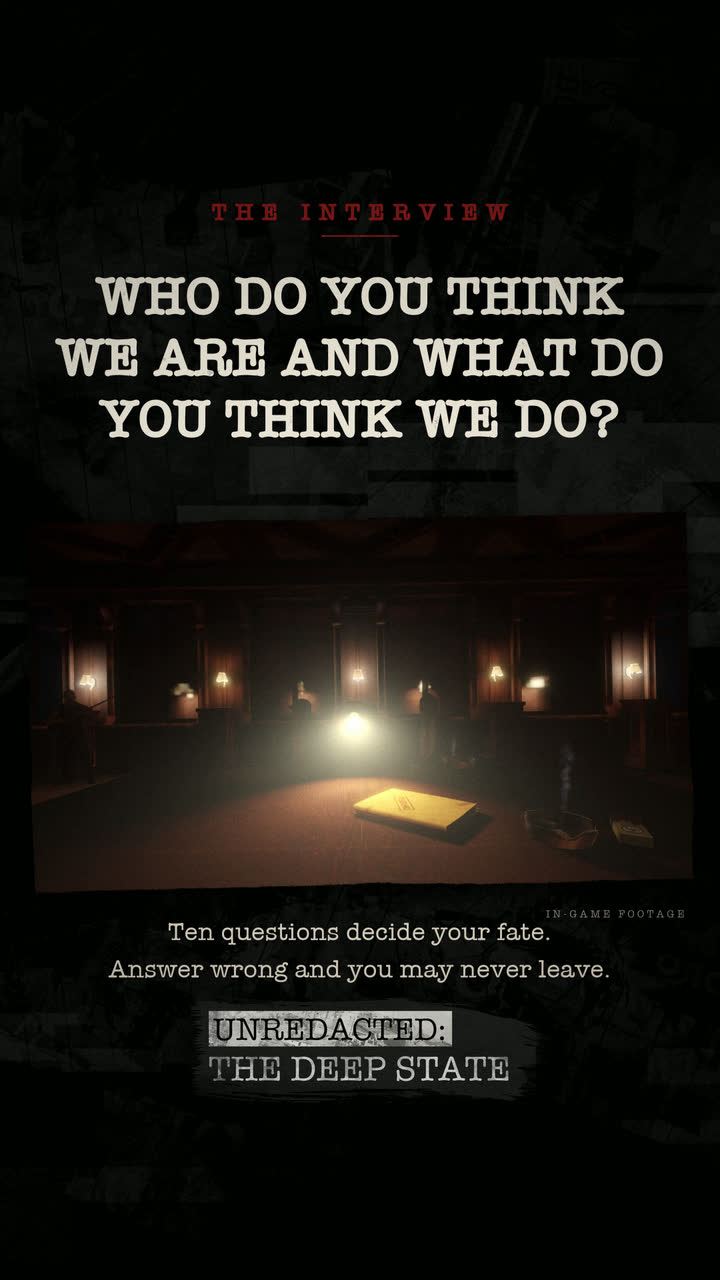 THE INTERVIEW
WHO DO YOU THINK
WE ARE AND WHAT DO
YOU THINK WE DO?
IN-GAME FOOTAGE
Ten questions decide your fate.
Answer wrong and you may never leave.
UNREDACTED:
THE DEEP STATE